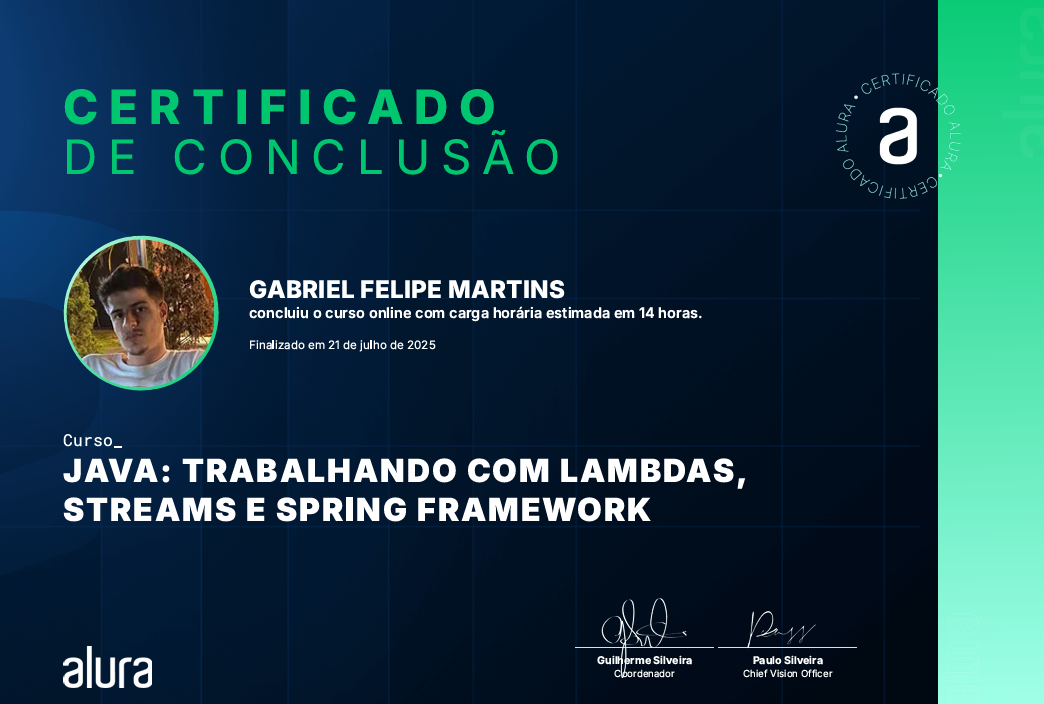 CERTIFICADO
DE CONCLUSÃO
CERTIFICADO ALURA • CERTIFICADO ALURA •
a
GABRIEL FELIPE MARTINS
concluiu o curso online com carga horária estimada em 14 horas.
Finalizado em 21 de julho de 2025
Curso_
JAVA: TRABALHANDO COM LAMBDAS,
STREAMS E SPRING FRAMEWORK
Guilherme Silveira
Coordenador
Paulo Silveira
Chief Vision Officer
alura
alura
alura